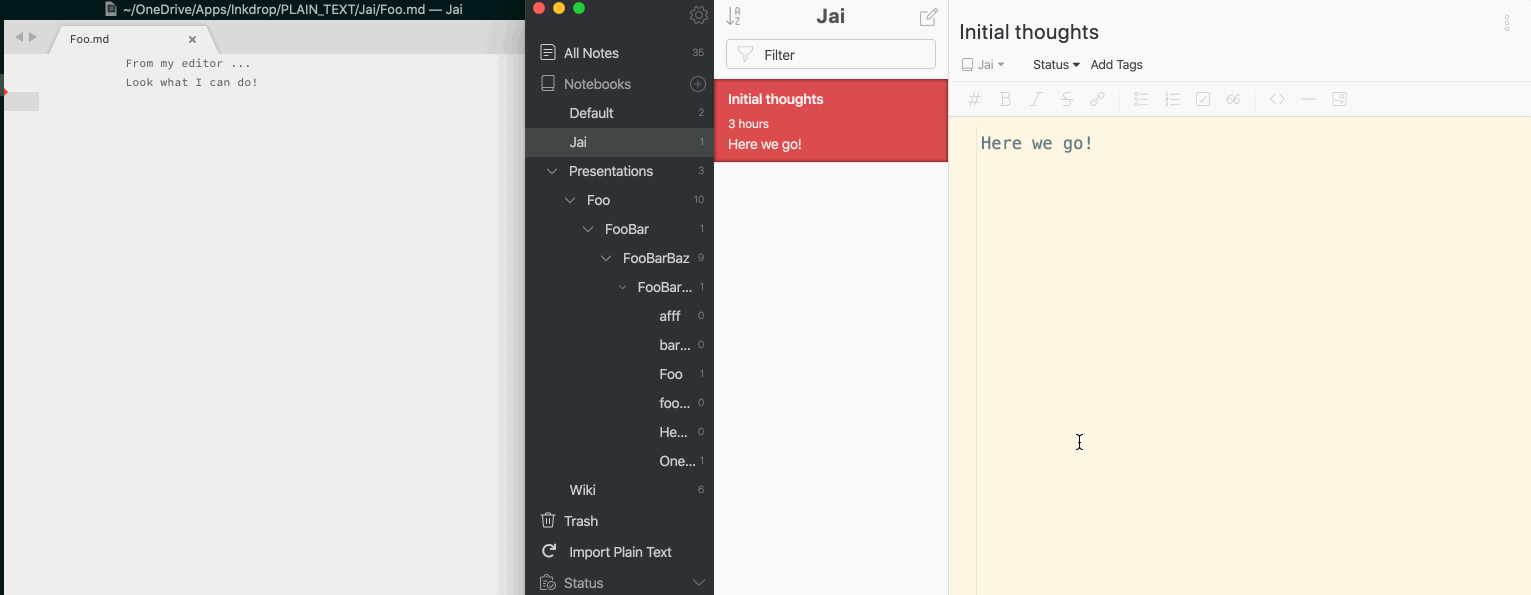 ~/OneDrive/Apps/Inkdrop/PLAIN_TEXT/Jai/Foo.md — Jai
Foo.md
From my editor ...
Look what I can do!
All Notes 35
Notebooks
Default 2
Jai 1
Presentations 3
Foo 10
FooBar 1
FooBarBaz 9
FooBar... 1
afff 0
bar... 0
Foo 1
foo... 0
He... 0
One... 1
Wiki 6
Trash
Import Plain Text
Status
Jai
Filter
Initial thoughts
3 hours
Here we go!
Initial thoughts
Jai Status Add Tags
Here we go!